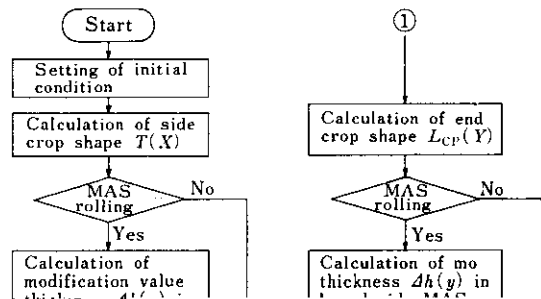 Start
Setting of initial
condition
Calculation of side
crop shape T(X)
MAS
rolling
No
Yes
Calculation of
modification value
①
Calculation of end
crop shape L_CP(Y)
MAS
rolling
No
Yes
Calculation of mo
thickness Δh(y) in